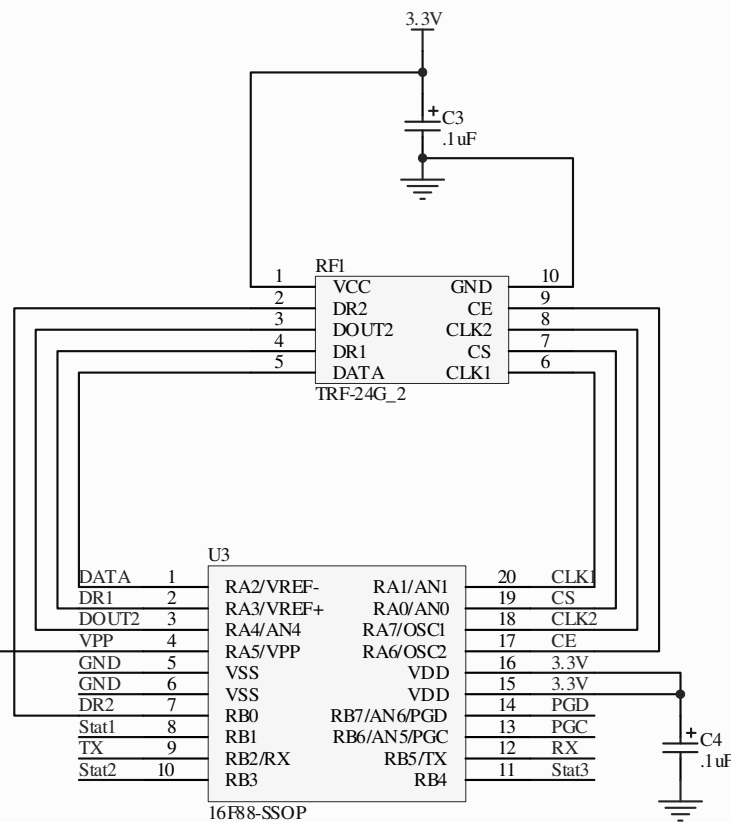 3.3V
C3
.1uF
RF1
1 VCC GND 10
2 DR2 CE 9
3 DOUT2 CLK2 8
4 DR1 CS 7
5 DATA CLK1 6
TRF-24G_2
U3
DATA 1 RA2/VREF- RA1/AN1 20 CLK1
DR1 2 RA3/VREF+ RA0/AN0 19 CS
DOUT2 3 RA4/AN4 RA7/OSC1 18 CLK2
VPP 4 RA5/VPP RA6/OSC2 17 CE
GND 5 VSS VDD 16 3.3V
GND 6 VSS VDD 15 3.3V
DR2 7 RB0 RB7/AN6/PGD 14 PGD
Stat1 8 RB1 RB6/AN5/PGC 13 PGC
TX 9 RB2/RX RB5/TX 12 RX
Stat2 10 RB3 RB4 11 Stat3
C4
.1uF
16F88-SSOP